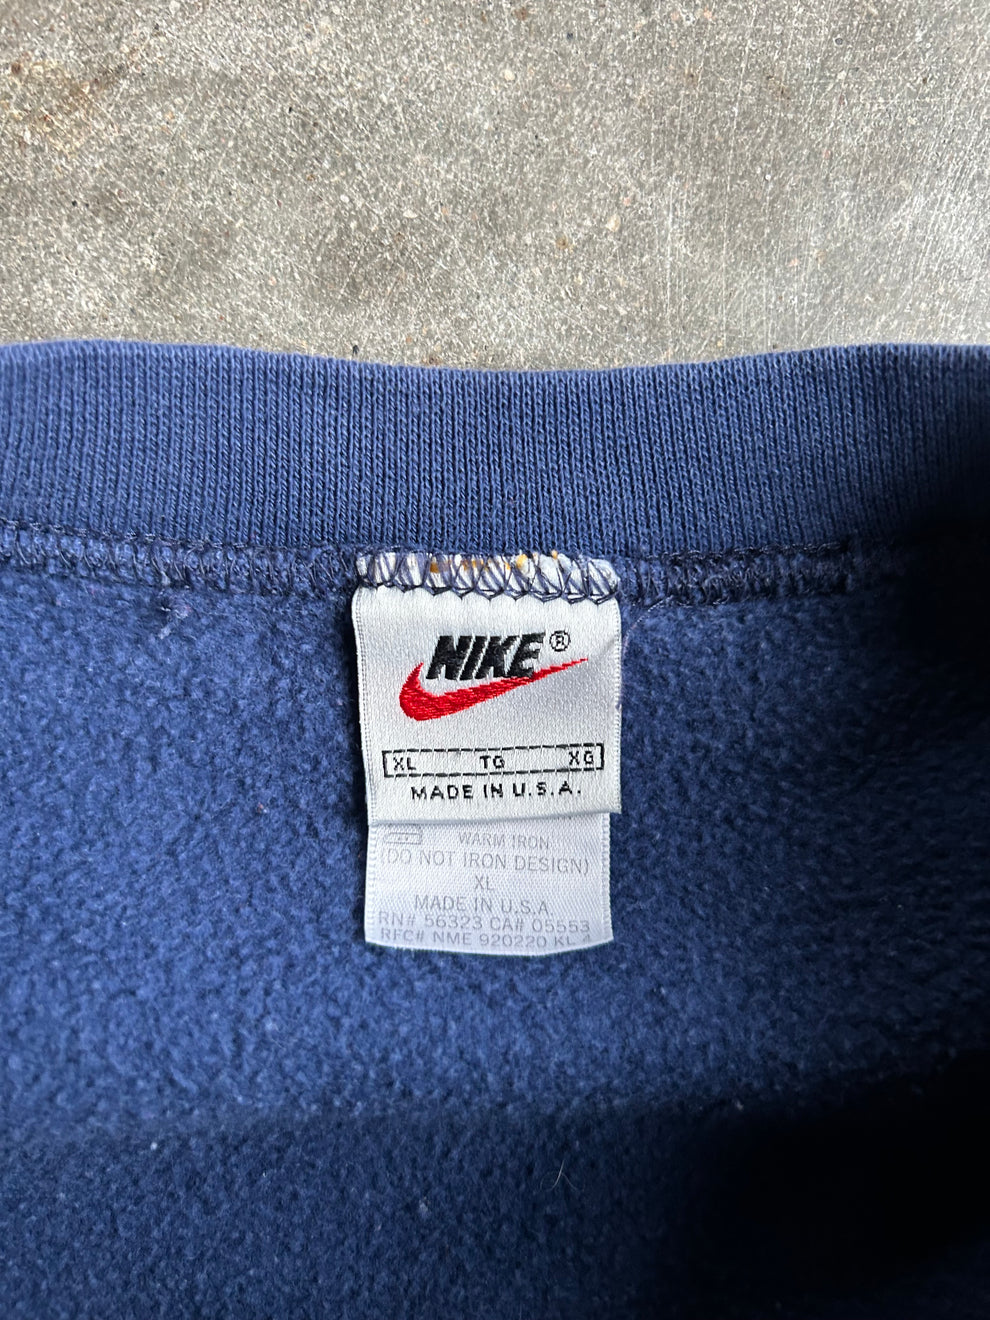 NIKE®
XL TG XG
MADE IN U.S.A.
WARM IRON
(DO NOT IRON DESIGN)
XL
MADE IN U.S.A
RN# 56323 CA# 05553
RFC# NME 920220 KL